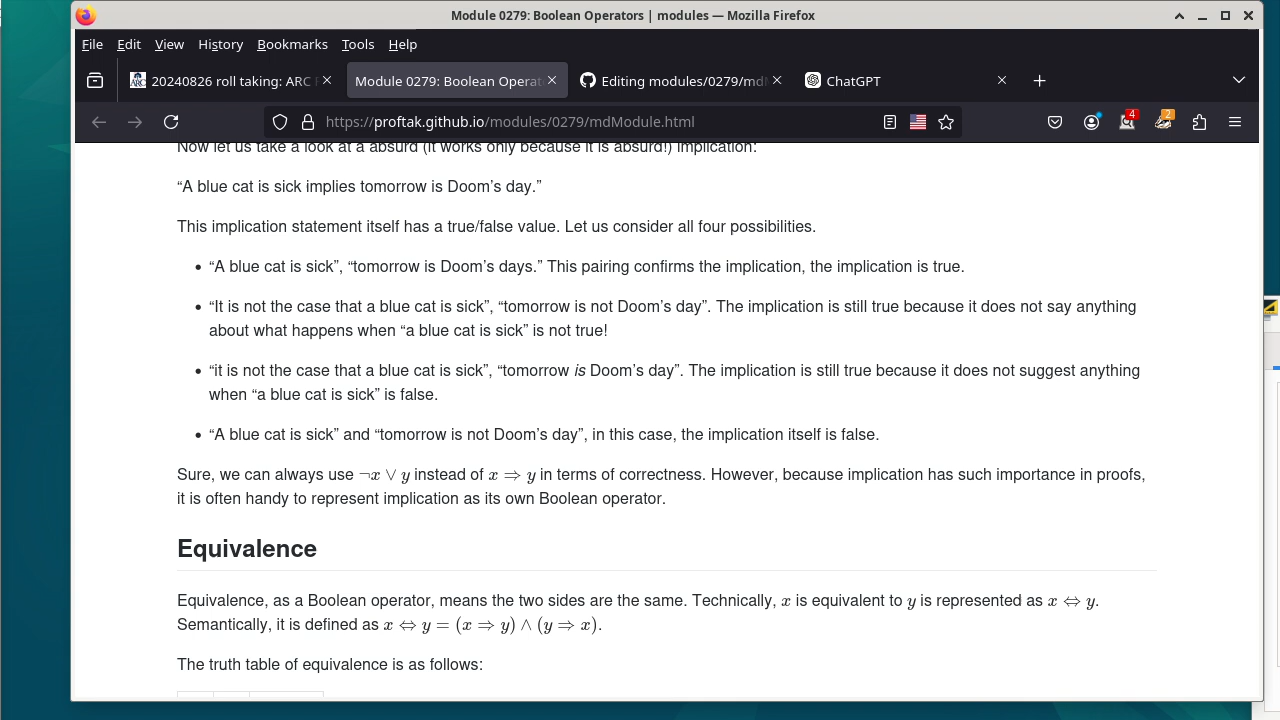 Module 0279: Boolean Operators | modules — Mozilla Firefox
File Edit View History Bookmarks Tools Help
20240826 roll taking: ARC
Module 0279: Boolean Operat
Editing modules/0279/md
ChatGPT
https://proftak.github.io/modules/0279/mdModule.html
4
2
Now let us take a look at a absurd (it works only because it is absurd!) implication:
“A blue cat is sick implies tomorrow is Doom’s day.”
This implication statement itself has a true/false value. Let us consider all four possibilities.
• “A blue cat is sick”, “tomorrow is Doom’s days.” This pairing confirms the implication, the implication is true.
• “It is not the case that a blue cat is sick”, “tomorrow is not Doom’s day”. The implication is still true because it does not say anything
about what happens when “a blue cat is sick” is not true!
• “it is not the case that a blue cat is sick”, “tomorrow is Doom’s day”. The implication is still true because it does not suggest anything
when “a blue cat is sick” is false.
• “A blue cat is sick” and “tomorrow is not Doom’s day”, in this case, the implication itself is false.
Sure, we can always use ¬x ∨ y instead of x ⇒ y in terms of correctness. However, because implication has such importance in proofs,
it is often handy to represent implication as its own Boolean operator.
Equivalence
Equivalence, as a Boolean operator, means the two sides are the same. Technically, x is equivalent to y is represented as x ⇔ y.
Semantically, it is defined as x ⇔ y = (x ⇒ y) ∧ (y ⇒ x).
The truth table of equivalence is as follows: